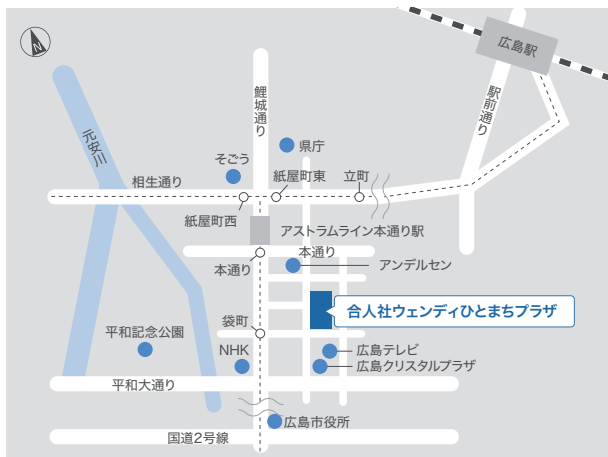 N
広島駅
駅前通り
鯉城通り
元安川
県庁
そごう
相生通り
紙屋町東
立町
紙屋町西
アストラムライン本通り駅
本通り
本通り
アンデルセン
合人社ウェンディひとまちプラザ
袋町
平和記念公園
NHK
広島テレビ
広島クリスタルプラザ
平和大通り
広島市役所
国道2号線